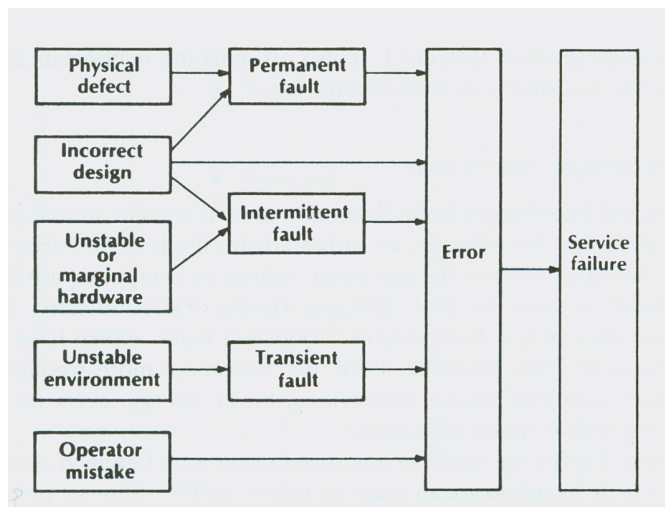 Physical
defect
Permanent
fault
Incorrect
design
Intermittent
fault
Unstable
or
marginal
hardware
Error
Service
failure
Unstable
environment
Transient
fault
Operator
mistake